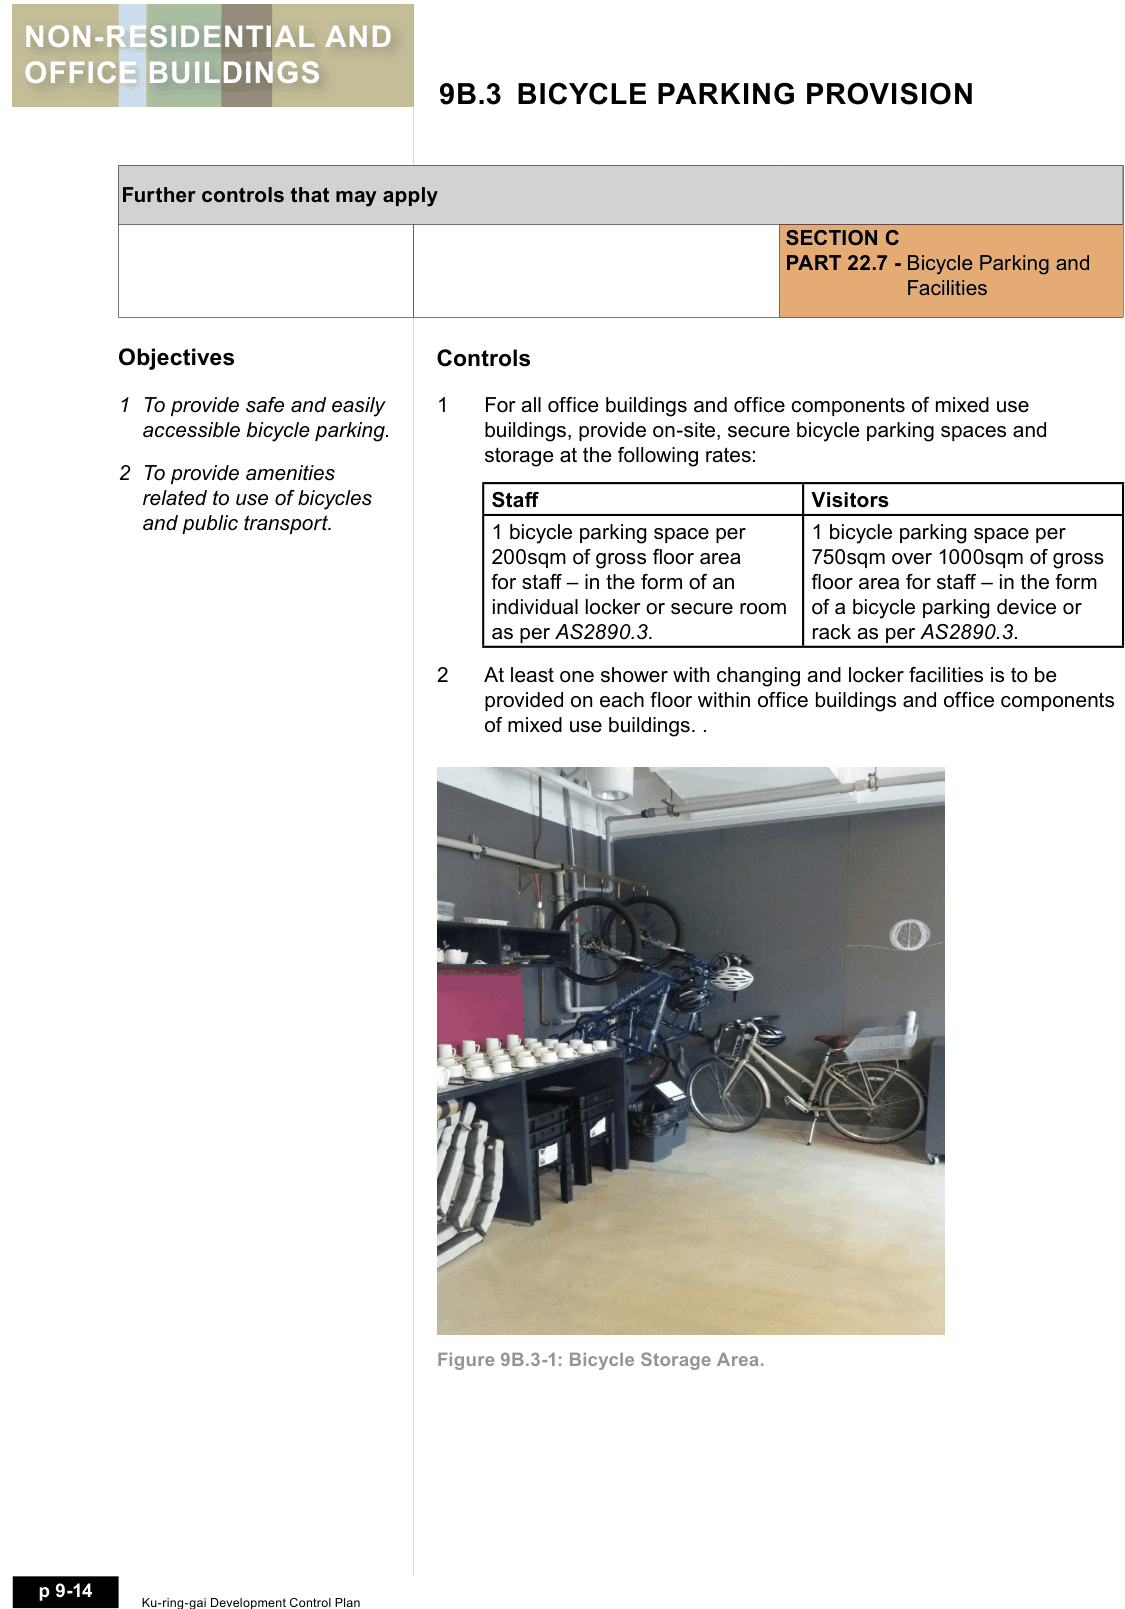 NON-RESIDENTIAL AND
OFFICE BUILDINGS
9B.3 BICYCLE PARKING PROVISION
Further controls that may apply
SECTION C
PART 22.7 - Bicycle Parking and
Facilities
Objectives
1 To provide safe and easily
accessible bicycle parking.
2 To provide amenities
related to use of bicycles
and public transport.
Controls
1 For all office buildings and office components of mixed use
buildings, provide on-site, secure bicycle parking spaces and
storage at the following rates:
Staff
1 bicycle parking space per
200sqm of gross floor area
for staff – in the form of an
individual locker or secure room
as per AS2890.3.
Visitors
1 bicycle parking space per
750sqm over 1000sqm of gross
floor area for staff – in the form
of a bicycle parking device or
rack as per AS2890.3.
2 At least one shower with changing and locker facilities is to be
provided on each floor within office buildings and office components
of mixed use buildings. .
Figure 9B.3-1: Bicycle Storage Area.
p 9-14
Ku-ring-gai Development Control Plan